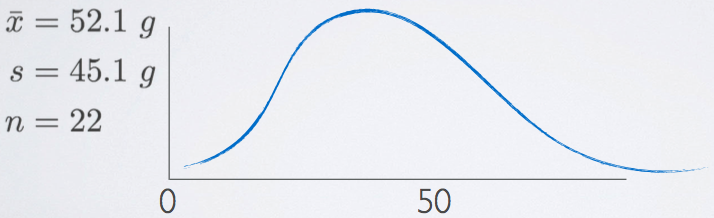 x̄ = 52.1 g
s = 45.1 g
n = 22
0 50